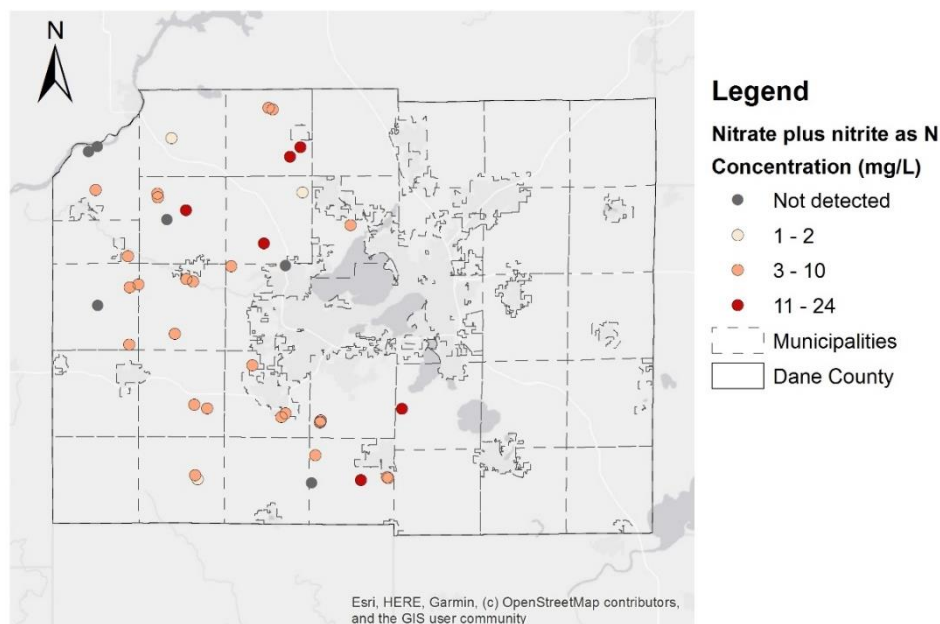 N
Legend
Nitrate plus nitrite as N
Concentration (mg/L)
Not detected
1 - 2
3 - 10
11 - 24
Municipalities
Dane County
Esri, HERE, Garmin, (c) OpenStreetMap contributors,
and the GIS user community